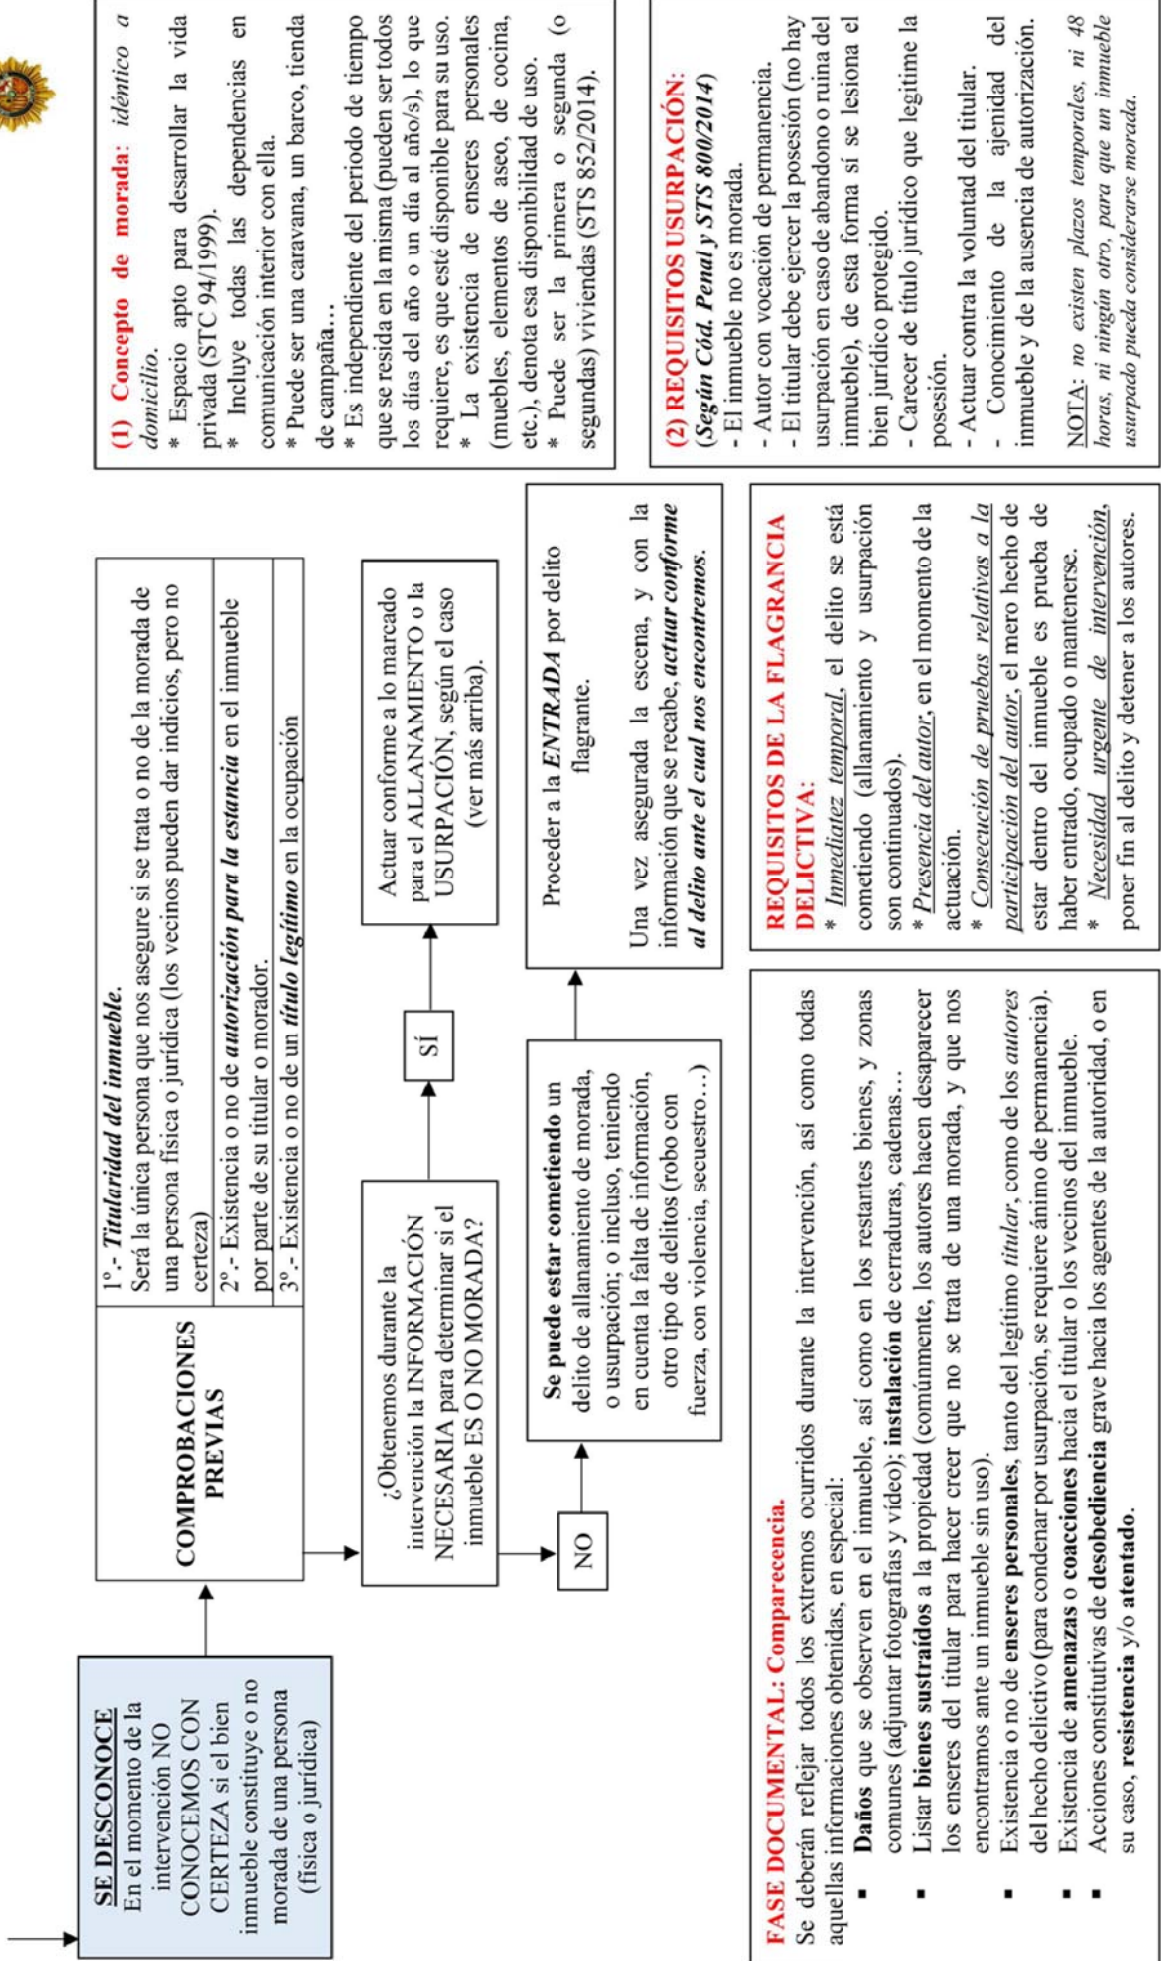 SE DESCONOCE
En el momento de la
intervención NO
CONOCEMOS CON
CERTEZA si el bien
inmueble constituye o no
morada de una persona
(física o jurídica)
COMPROBACIONES
PREVIAS
1º.- Titularidad del inmueble.
Será la única persona que nos asegure si se trata o no de la morada de
una persona física o jurídica (los vecinos pueden dar indicios, pero no
certeza)
2º.- Existencia o no de autorización para la estancia en el inmueble
por parte de su titular o morador.
3º.- Existencia o no de un título legítimo en la ocupación
¿Obtenemos durante la
intervención la INFORMACIÓN
NECESARIA para determinar si el
inmueble ES O NO MORADA?
SÍ
Actuar conforme a lo marcado
para el ALLANAMIENTO o la
USURPACIÓN, según el caso
(ver más arriba).
NO
Se puede estar cometiendo un
delito de allanamiento de morada,
o usurpación; o incluso, teniendo
en cuenta la falta de información,
otro tipo de delitos (robo con
fuerza, con violencia, secuestro…)
Proceder a la ENTRADA por delito
flagrante.
Una vez asegurada la escena, y con la
información que se recabe, actuar conforme
al delito ante el cual nos encontremos.
(1) Concepto de morada: idéntico a
domicilio.
* Espacio apto para desarrollar la vida
privada (STC 94/1999).
* Incluye todas las dependencias en
comunicación interior con ella.
* Puede ser una caravana, un barco, tienda
de campaña…
* Es independiente del periodo de tiempo
que se resida en la misma (pueden ser todos
los días del año o un día al año/s), lo que
requiere, es que esté disponible para su uso.
* La existencia de enseres personales
(muebles, elementos de aseo, de cocina,
etc.), denota esa disponibilidad de uso.
* Puede ser la primera o segunda (o
segundas) viviendas (STS 852/2014).
FASE DOCUMENTAL: Comparecencia.
Se deberán reflejar todos los extremos ocurridos durante la intervención, así como todas
aquellas informaciones obtenidas, en especial:
▪ Daños que se observen en el inmueble, así como en los restantes bienes, y zonas
comunes (adjuntar fotografías y vídeo); instalación de cerraduras, cadenas…
▪ Listar bienes sustraídos a la propiedad (comúnmente, los autores hacen desaparecer
los enseres del titular para hacer creer que no se trata de una morada, y que nos
encontramos ante un inmueble sin uso).
▪ Existencia o no de enseres personales, tanto del legítimo titular, como de los autores
del hecho delictivo (para condenar por usurpación, se requiere ánimo de permanencia).
▪ Existencia de amenazas o coacciones hacia el titular o los vecinos del inmueble.
▪ Acciones constitutivas de desobediencia grave hacia los agentes de la autoridad, o en
su caso, resistencia y/o atentado.
REQUISITOS DE LA FLAGRANCIA
DELICTIVA:
* Inmediatez temporal, el delito se está
cometiendo (allanamiento y usurpación
son continuados).
* Presencia del autor, en el momento de la
actuación.
* Consecución de pruebas relativas a la
participación del autor, el mero hecho de
estar dentro del inmueble es prueba de
haber entrado, ocupado o mantenerse.
* Necesidad urgente de intervención,
poner fin al delito y detener a los autores.
(2) REQUISITOS USURPACIÓN:
(Según Cód. Penal y STS 800/2014)
- El inmueble no es morada.
- Autor con vocación de permanencia.
- El titular debe ejercer la posesión (no hay
usurpación en caso de abandono o ruina del
inmueble), de esta forma sí se lesiona el
bien jurídico protegido.
- Carecer de título jurídico que legitime la
posesión.
- Actuar contra la voluntad del titular.
- Conocimiento de la ajenidad del
inmueble y de la ausencia de autorización.
NOTA: no existen plazos temporales, ni 48
horas, ni ningún otro, para que un inmueble
usurpado pueda considerarse morada.